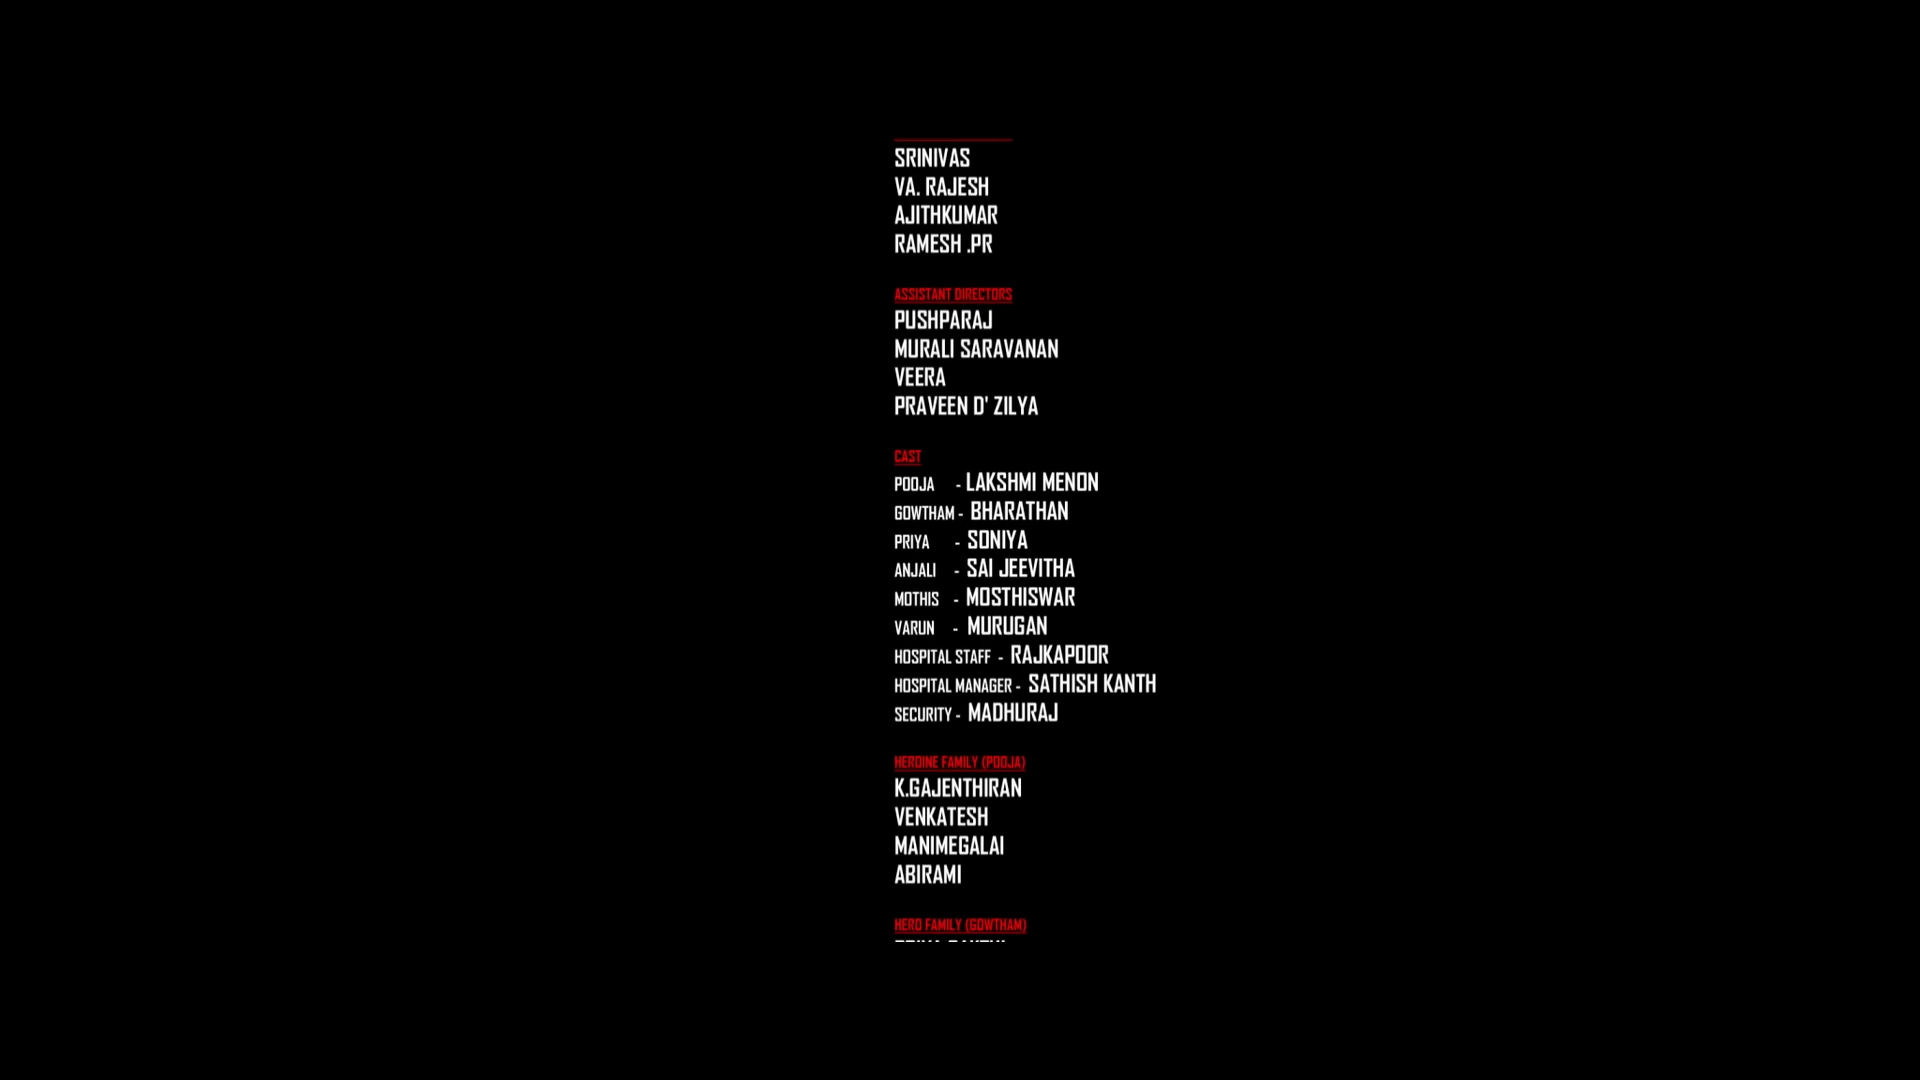 SRINIVAS
VA. RAJESH
AJITHKUMAR
RAMESH .PR
ASSISTANT DIRECTORS
PUSHPARAJ
MURALI SARAVANAN
VEERA
PRAVEEN D' ZILYA
CAST
POOJA - LAKSHMI MENON
GOWTHAM - BHARATHAN
PRIYA - SONIYA
ANJALI - SAI JEEVITHA
MOTHIS - MOSTHISWAR
VARUN - MURUGAN
HOSPITAL STAFF - RAJKAPOOR
HOSPITAL MANAGER - SATHISH KANTH
SECURITY - MADHURAJ
HEROINE FAMILY (POOJA)
K.GAJENTHIRAN
VENKATESH
MANIMEGALAI
ABIRAMI
HERO FAMILY (GOWTHAM)